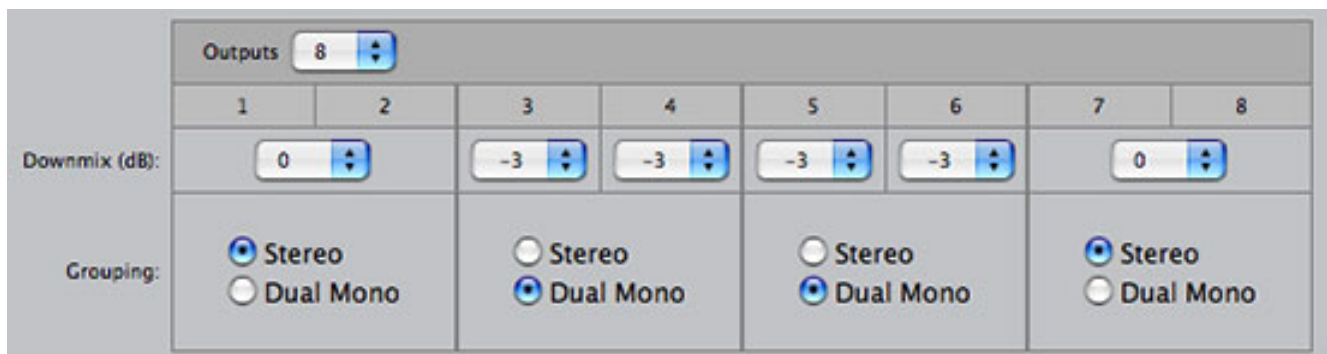 Outputs 8
1 2 3 4 5 6 7 8
Downmix (dB): 0 -3 -3 -3 -3 0
Stereo Stereo Stereo Stereo
Grouping:
Dual Mono Dual Mono Dual Mono Dual Mono